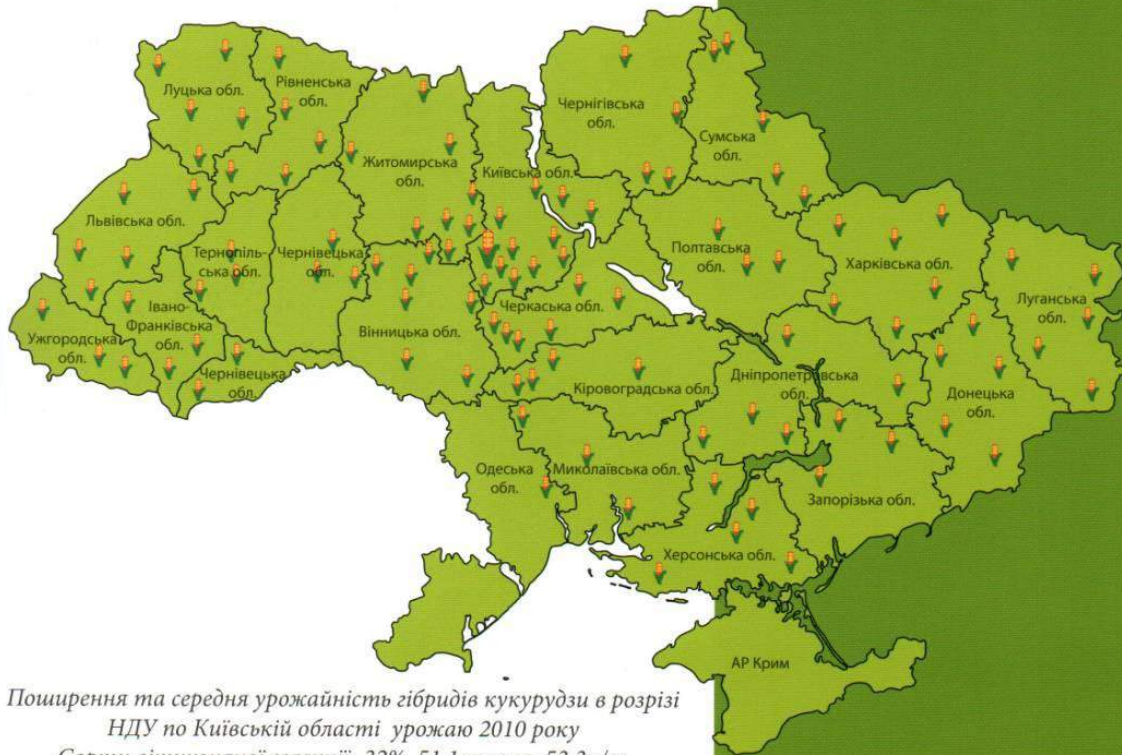 Луцька обл.
Рівненська
обл.
Житомирська
обл.
Київська обл.
Чернігівська
обл.
Сумська
обл.
Львівська обл.
Тернопіль-
ська обл.
Чернівецька
обл.
Полтавська
обл.
Харківська обл.
Луганська
обл.
Івано-
Франківська
обл.
Ужгородська
обл.
Чернівецька
обл.
Вінницька обл.
Черкаська обл.
Кіровоградська обл.
Дніпропетровська
обл.
Донецька
обл.
Одеська
обл.
Миколаївська обл.
Запорізька обл.
Херсонська обл.
АР Крим
Поширення та середня урожайність гібридів кукурудзи в розрізі
НДУ по Київській області урожаю 2010 року